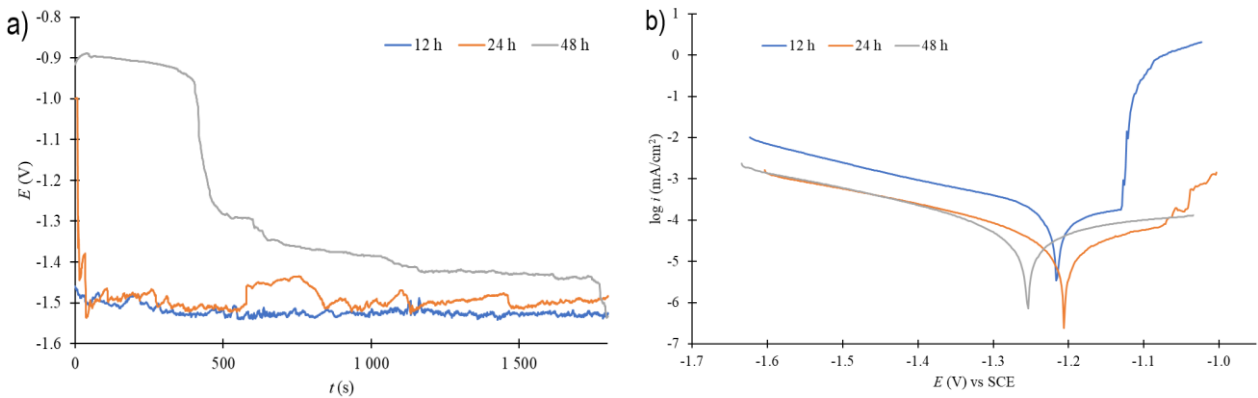 a)
12 h 24 h 48 h
-0.8
-0.9
-1.0
-1.1
-1.2
-1.3
-1.4
-1.5
-1.6
E (V)
0 500 1 000 1 500
t (s)
b)
12 h 24 h 48 h
1
0
-1
-2
-3
-4
-5
-6
-7
log i (mA/cm²)
-1.7 -1.6 -1.5 -1.4 -1.3 -1.2 -1.1 -1.0
E (V) vs SCE